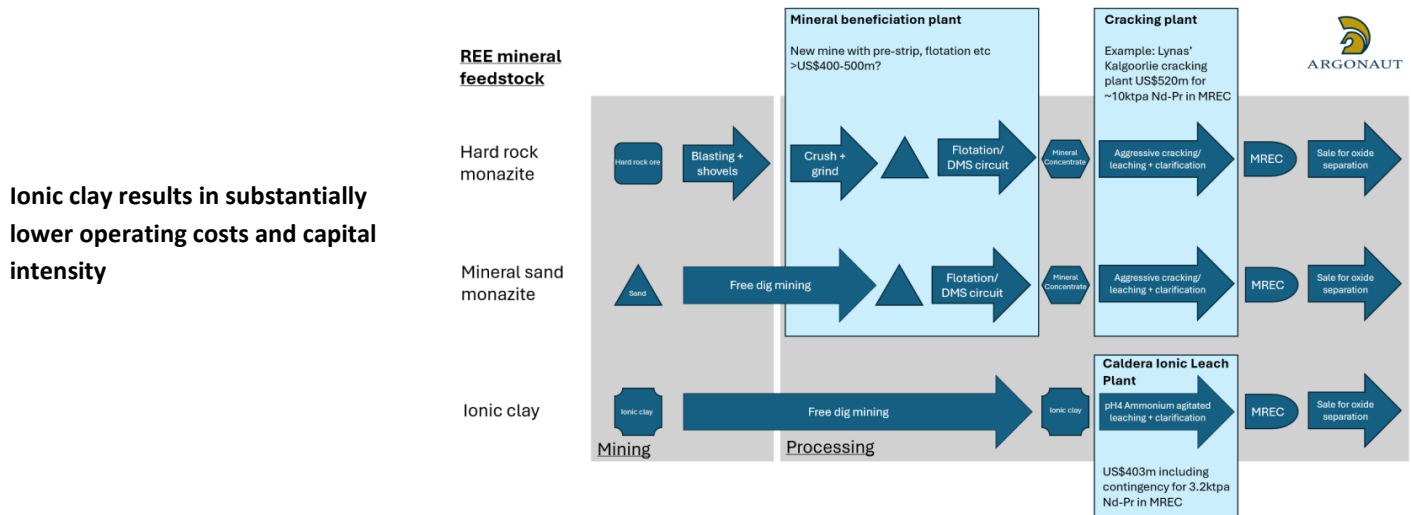 Ionic clay results in substantially
lower operating costs and capital
intensity
REE mineral
feedstock
Mineral beneficiation plant
New mine with pre-strip, flotation etc
>US$400-500m?
Cracking plant
Example: Lynas'
Kalgoorlie cracking
plant US$520m for
~10ktpa Nd-Pr in MREC
ARGONAUT
Hard rock
monazite
Hard rock ore
Blasting +
shovels
Crush +
grind
Flotation/
DMS circuit
Mineral
Concentrate
Aggressive cracking/
leaching + clarification
MREC
Sale for oxide
separation
Mineral sand
monazite
Sand
Free dig mining
Flotation/
DMS circuit
Mineral
Concentrate
Aggressive cracking/
leaching + clarification
MREC
Sale for oxide
separation
Ionic clay
Ionic clay
Free dig mining
Ionic clay
Caldera Ionic Leach
Plant
pH4 Ammonium agitated
leaching + clarification
MREC
Sale for oxide
separation
Mining
Processing
US$403m including
contingency for 3.2ktpa
Nd-Pr in MREC